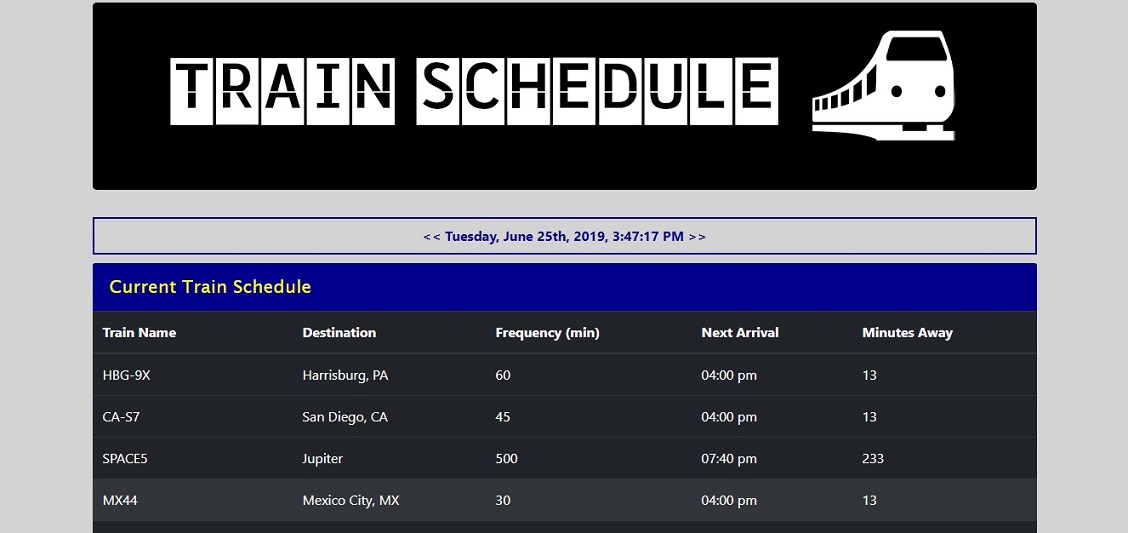 TRAIN SCHEDULE
<< Tuesday, June 25th, 2019, 3:47:17 PM >>
Current Train Schedule
Train Name Destination Frequency (min) Next Arrival Minutes Away
HBG-9X Harrisburg, PA 60 04:00 pm 13
CA-S7 San Diego, CA 45 04:00 pm 13
SPACE5 Jupiter 500 07:40 pm 233
MX44 Mexico City, MX 30 04:00 pm 13